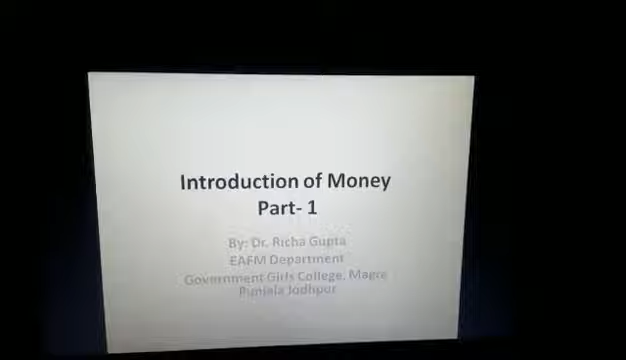 Introduction of Money
Part- 1
By: Dr. Richa Gupta
EAFM Department
Government Girls College, Magra
Punjala Jodhpur